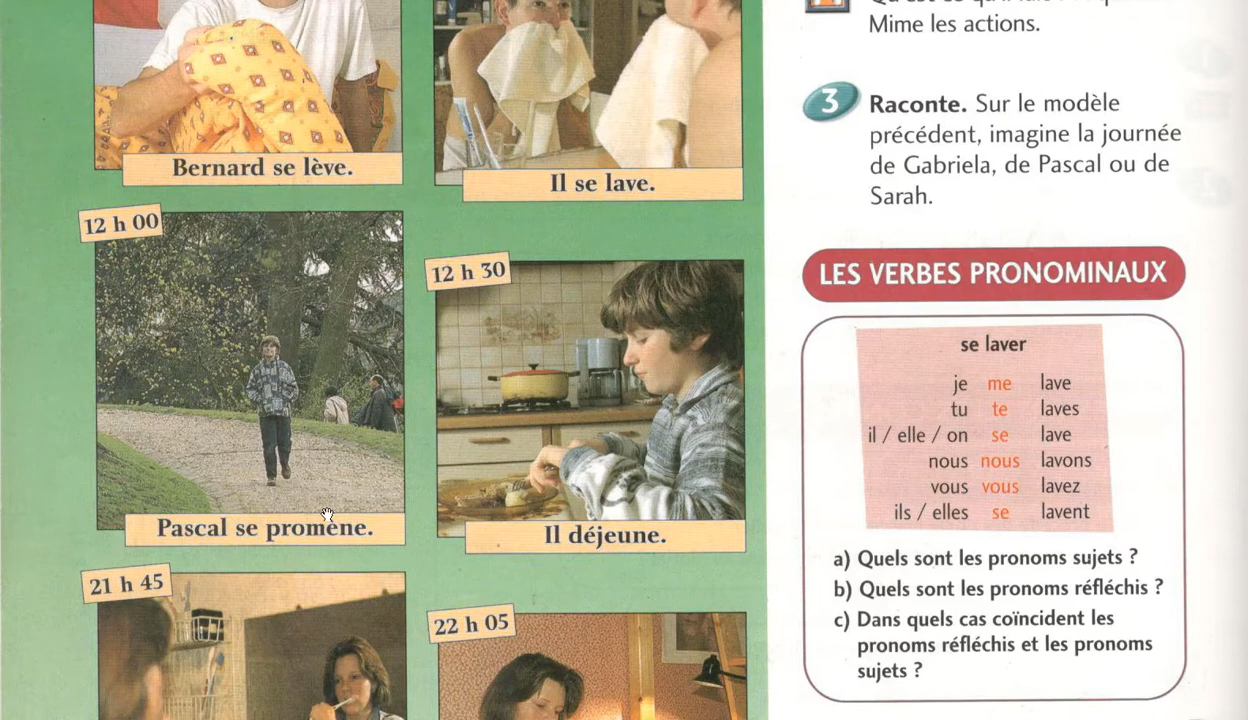 Mime les actions.
Bernard se lève.
Il se lave.
12 h 00
Pascal se promène.
12 h 30
Il déjeune.
21 h 45
22 h 05
3 Raconte. Sur le modèle
précédent, imagine la journée
de Gabriela, de Pascal ou de
Sarah.
LES VERBES PRONOMINAUX
se laver
je me lave
tu te laves
il / elle / on se lave
nous nous lavons
vous vous lavez
ils / elles se lavent
a) Quels sont les pronoms sujets ?
b) Quels sont les pronoms réfléchis ?
c) Dans quels cas coïncident les
pronoms réfléchis et les pronoms
sujets ?